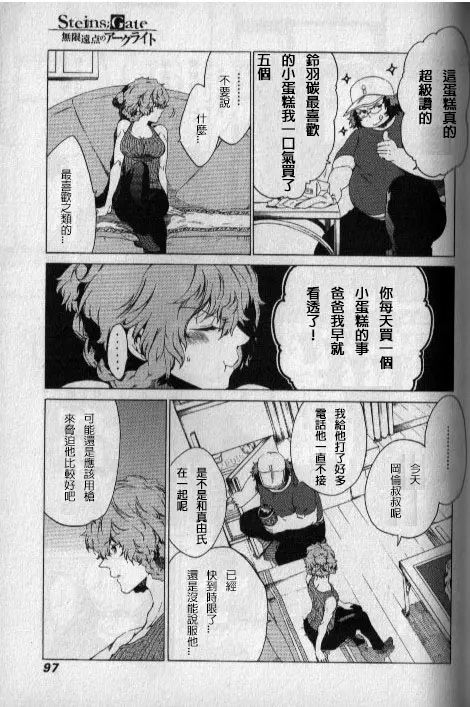 Steins;Gate
無限遠点のアークライト
這蛋糕真的
超級讚的
鈴羽碳最喜歡
的小蛋糕我一口氣買了
五個
不要說
什麼…
最喜歡之類的…
你每天買一個
小蛋糕的事
爸爸我早就
看透了!
……
今天
岡倫叔叔呢
我給他打了好多
電話他一直不接
是不是和真由氏
在一起呢
已經
快到時限了…
還是沒能說服他…
可能還是應該用槍
來脅迫他比較好吧
97